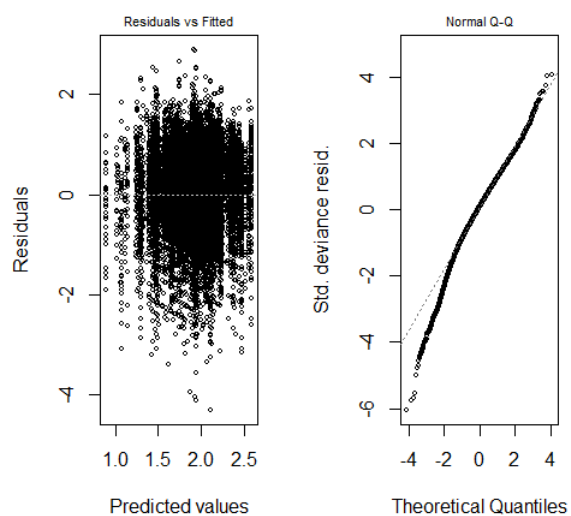 Residuals vs Fitted
Residuals
2
0
-2
-4
1.0 1.5 2.0 2.5
Predicted values
Normal Q-Q
Std. deviance resid.
4
2
0
-2
-4
-6
-4 -2 0 2 4
Theoretical Quantiles